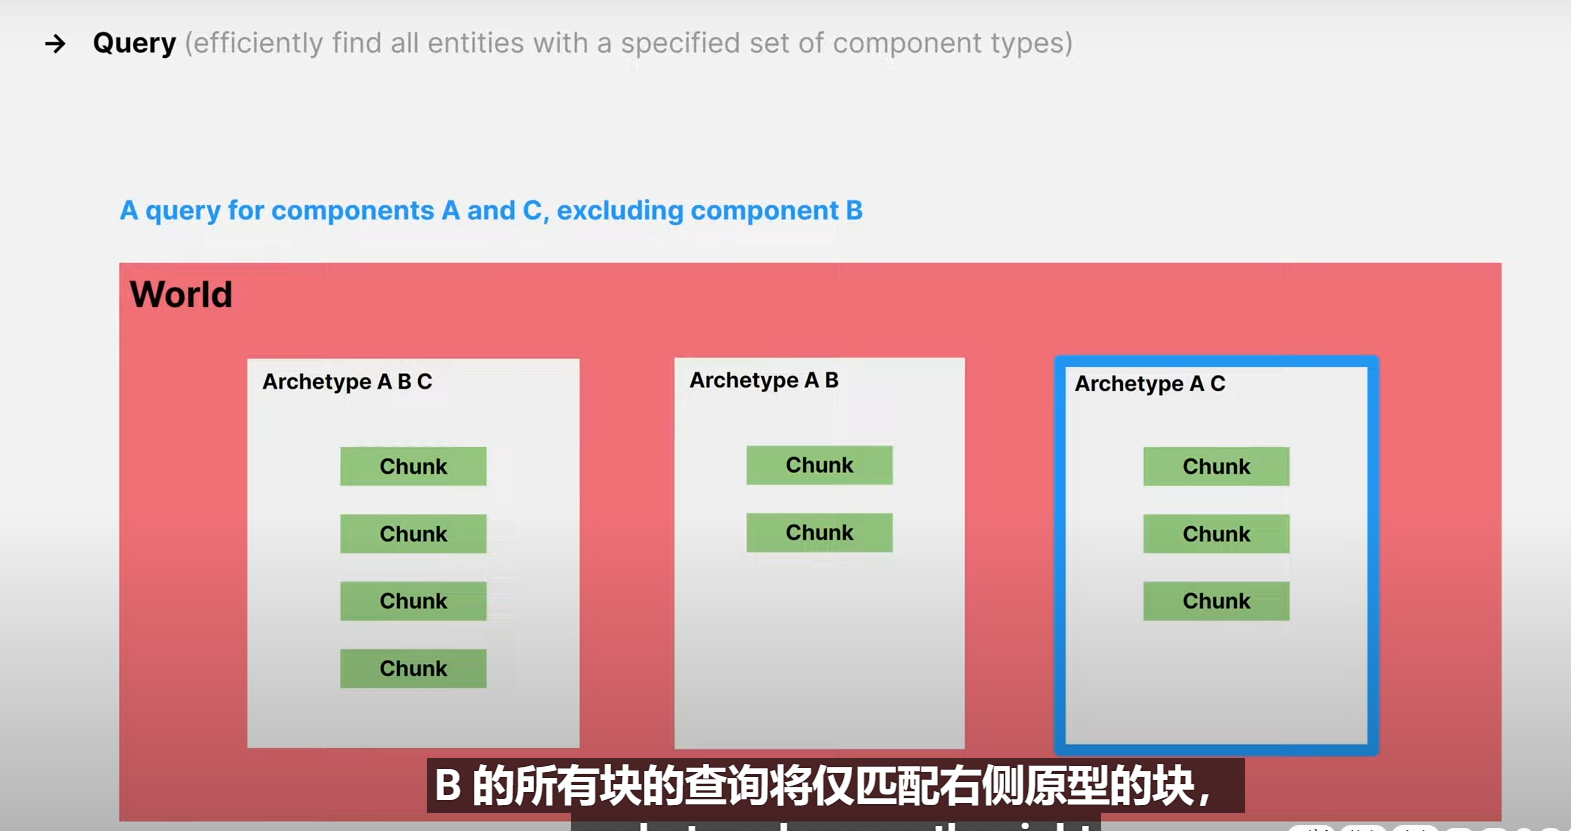 → Query (efficiently find all entities with a specified set of component types)
A query for components A and C, excluding component B
World
Archetype A B C
Chunk
Chunk
Chunk
Chunk
Archetype A B
Chunk
Chunk
Archetype A C
Chunk
Chunk
Chunk
B 的所有块的查询将仅匹配右侧原型的块，